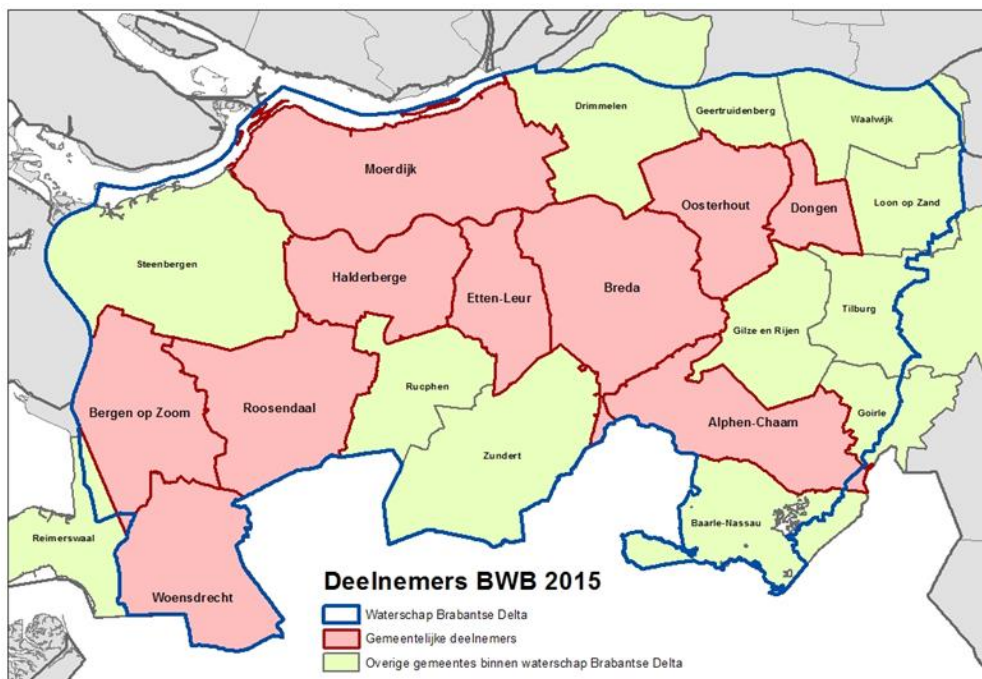 Drimmelen
Geertruidenberg
Waalwijk
Moerdijk
Oosterhout
Dongen
Loon op Zand
Steenbergen
Halderberge
Etten-Leur
Breda
Gilze en Rijen
Tilburg
Bergen op Zoom
Roosendaal
Rucphen
Zundert
Alphen-Chaam
Goirle
Reimerswaal
Baarle-Nassau
Woensdrecht
Deelnemers BWB 2015
Waterschap Brabantse Delta
Gemeentelijke deelnemers
Overige gemeentes binnen waterschap Brabantse Delta